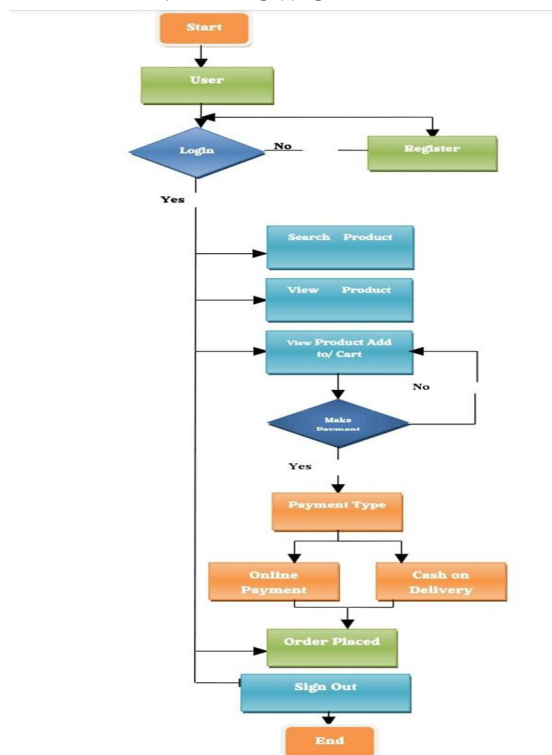 Start
User
Login
No
Register
Yes
Search Product
View Product
View Product Add
to/ Cart
No
Make
Payment
Yes
Payment Type
Online
Payment
Cash on
Delivery
Order Placed
Sign Out
End